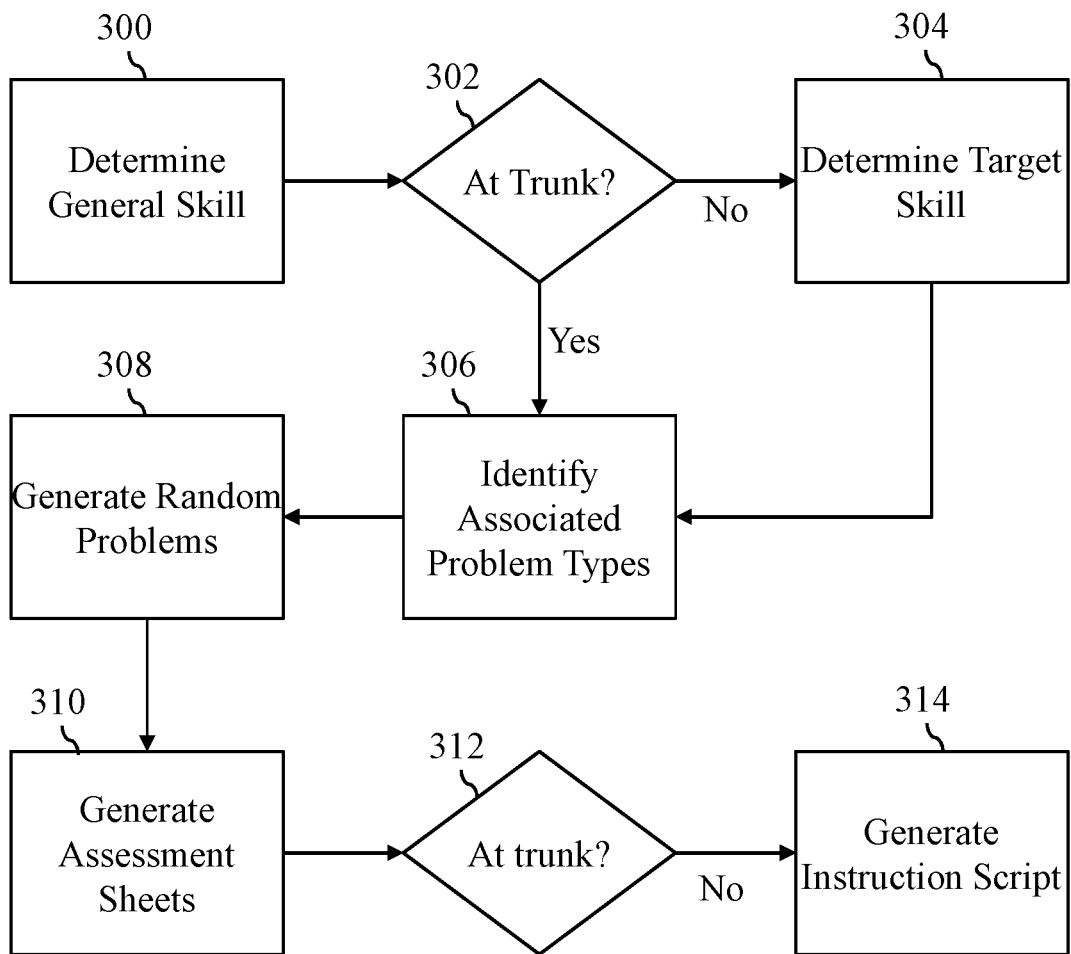 300
302
304
Determine
General Skill
At Trunk?
No
Determine Target
Skill
Yes
308
306
Generate Random
Problems
Identify
Associated
Problem Types
310
312
314
Generate
Assessment
Sheets
At trunk?
No
Generate
Instruction Script